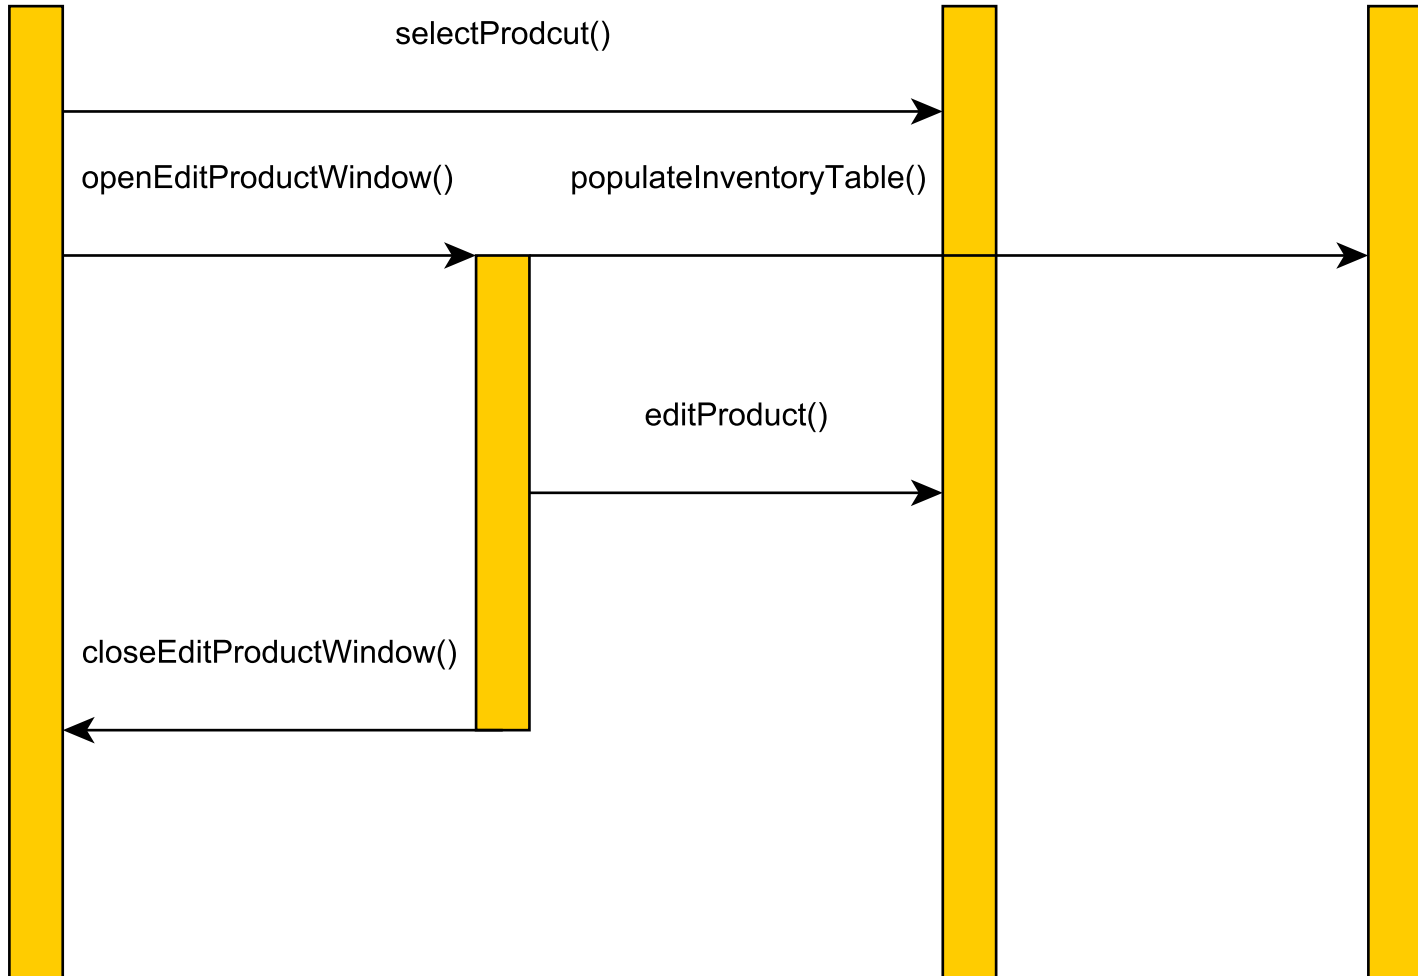 selectProdcut()
openEditProductWindow()
populateInventoryTable()
editProduct()
closeEditProductWindow()